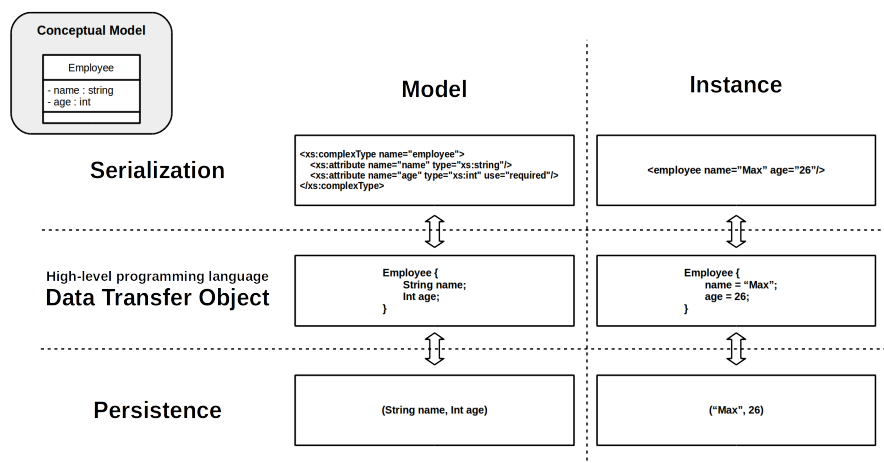 Conceptual Model
Employee
- name : string
- age : int
Model
Instance
Serialization
<xs:complexType name="employee">
<xs:attribute name="name" type="xs:string"/>
<xs:attribute name="age" type="xs:int" use="required"/>
</xs:complexType>
<employee name=”Max” age=”26”/>
High-level programming language
Data Transfer Object
Employee {
String name;
Int age;
}
Employee {
name = “Max”;
age = 26;
}
Persistence
(String name, Int age)
(“Max”, 26)